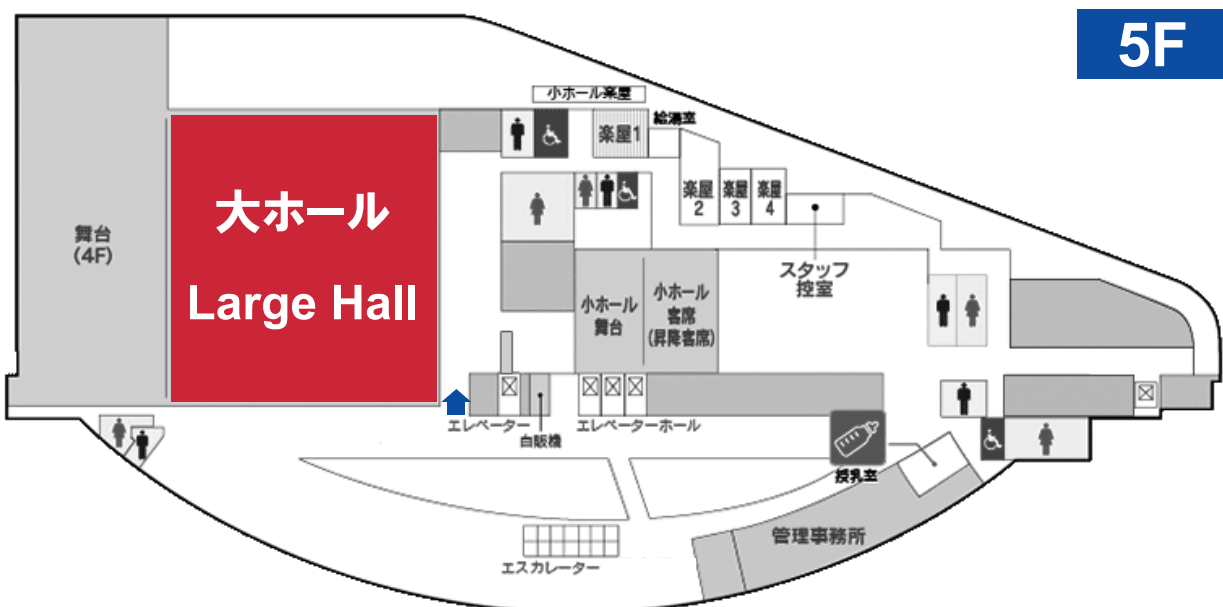 5F
小ホール楽屋
給湯室
楽屋1
楽屋
2
楽屋
3
楽屋
4
大ホール
Large Hall
舞台
(4F)
スタッフ
控室
小ホール
舞台
小ホール
客席
(昇降客席)
エレベーター
自販機
エレベーターホール
授乳室
管理事務所
エスカレーター